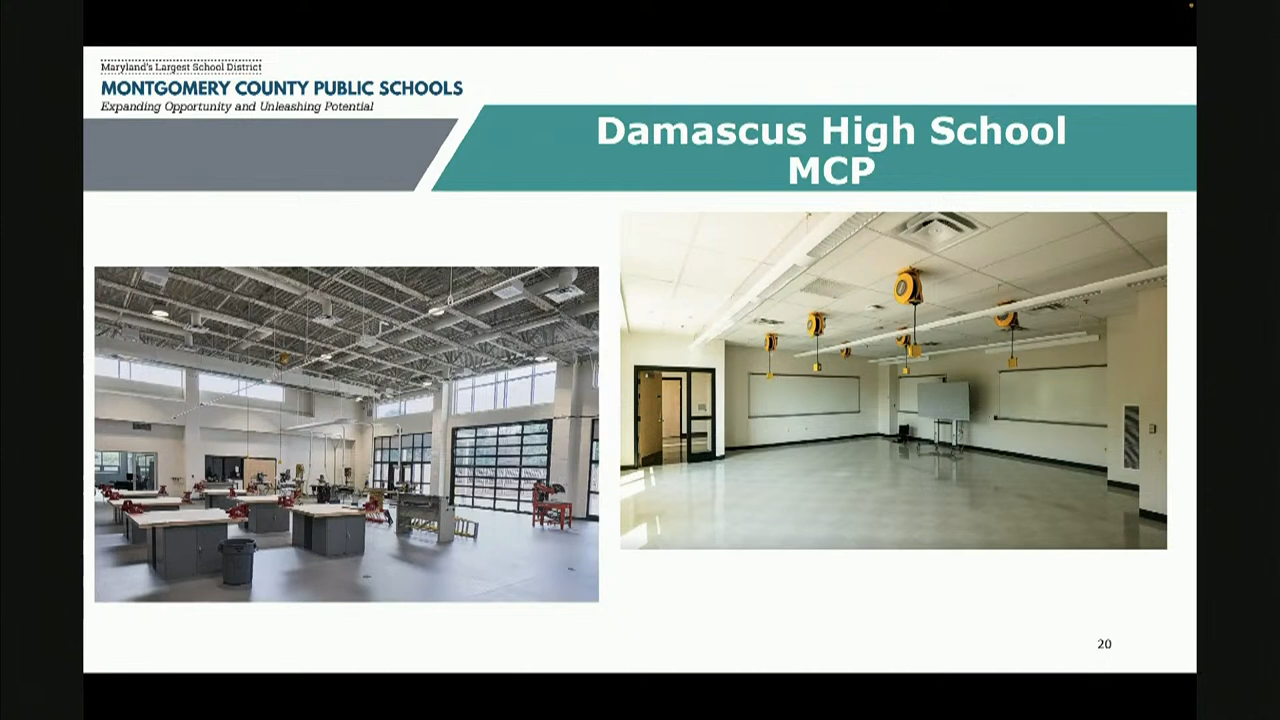 Maryland's Largest School District
MONTGOMERY COUNTY PUBLIC SCHOOLS
Expanding Opportunity and Unleashing Potential
Damascus High School
MCP
20